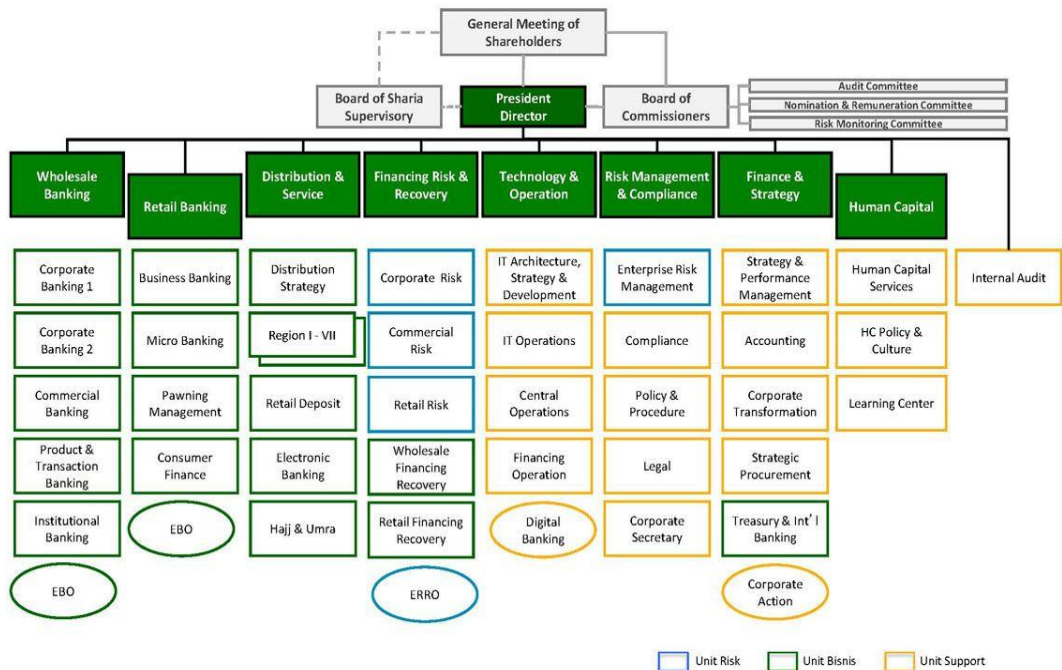 General Meeting of
Shareholders
Board of Sharia
Supervisory
President
Director
Board of
Commissioners
Audit Committee
Nomination & Remuneration Committee
Risk Monitoring Committee
Wholesale
Banking
Retail Banking
Distribution &
Service
Financing Risk &
Recovery
Technology &
Operation
Risk Management
& Compliance
Finance &
Strategy
Human Capital
Corporate
Banking 1
Business Banking
Distribution
Strategy
Corporate Risk
IT Architecture,
Strategy &
Development
Enterprise Risk
Management
Strategy &
Performance
Management
Human Capital
Services
Internal Audit
Corporate
Banking 2
Micro Banking
Region I - VII
Commercial
Risk
IT Operations
Compliance
Accounting
HC Policy &
Culture
Commercial
Banking
Pawning
Management
Retail Deposit
Retail Risk
Central
Operations
Policy &
Procedure
Corporate
Transformation
Learning Center
Product &
Transaction
Banking
Consumer
Finance
Electronic
Banking
Wholesale
Financing
Recovery
Financing
Operation
Legal
Strategic
Procurement
Institutional
Banking
EBO
Hajj & Umra
Retail Financing
Recovery
Digital
Banking
Corporate
Secretary
Treasury & Int' l
Banking
EBO
ERRO
Corporate
Action
Unit Risk
Unit Bisnis
Unit Support